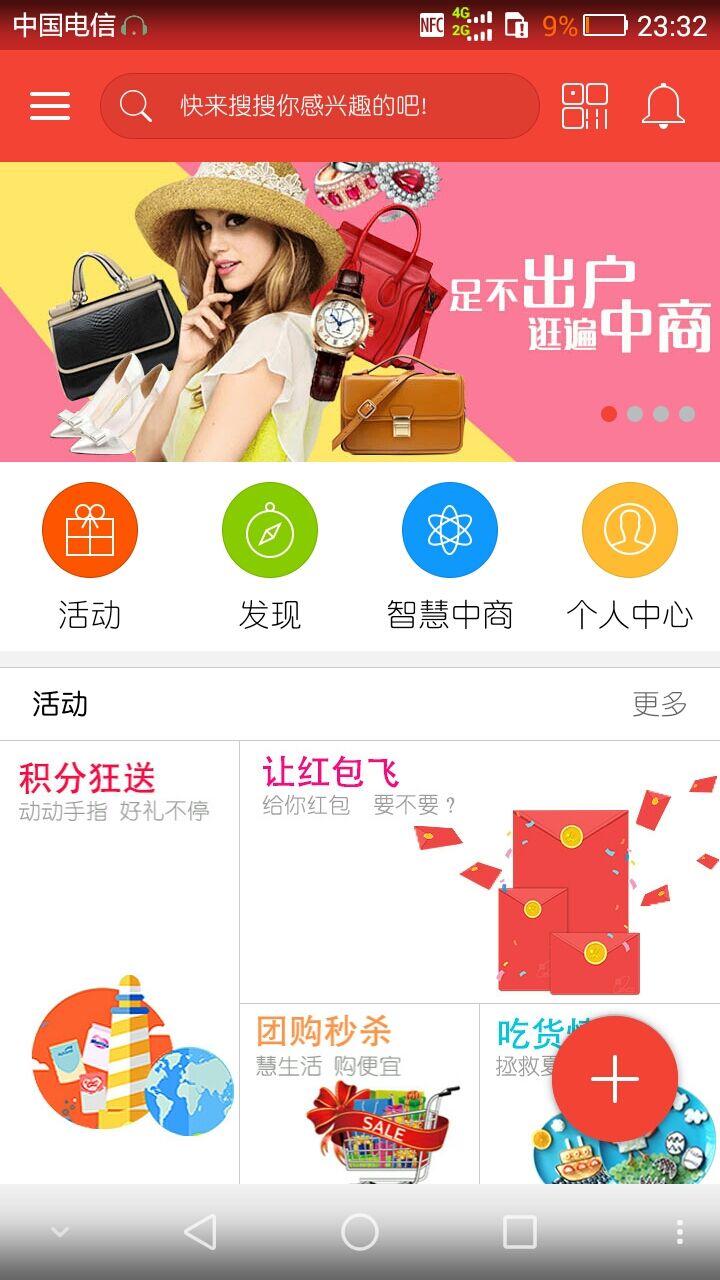 中国电信
NFC
4G
2G
9%
23:32
快来搜搜你感兴趣的吧!
足不出户
逛遍中商
活动 发现 智慧中商 个人中心
活动 更多
积分狂送
动动手指 好礼不停
让红包飞
给你红包 要不要？
团购秒杀
慧生活 购便宜
SALE
吃货
拯救夏